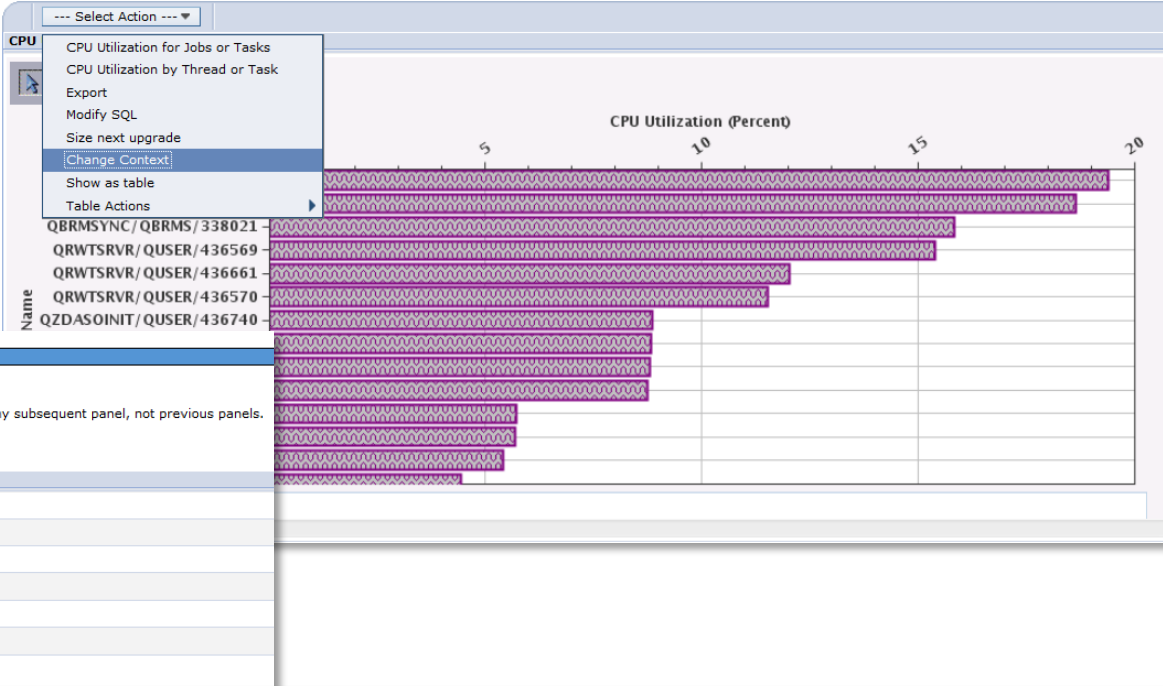 --- Select Action ---
CPU
CPU Utilization for Jobs or Tasks
CPU Utilization by Thread or Task
Export
Modify SQL
Size next upgrade
Change Context
Show as table
Table Actions
CPU Utilization (Percent)
5 10 15 20
QBRMSYNC/QBRMS/338021
QRWTSRVR/QUSER/436569
QRWTSRVR/QUSER/436661
QRWTSRVR/QUSER/436570
QZDASOINIT/QUSER/436740
Name
subsequent panel, not previous panels.